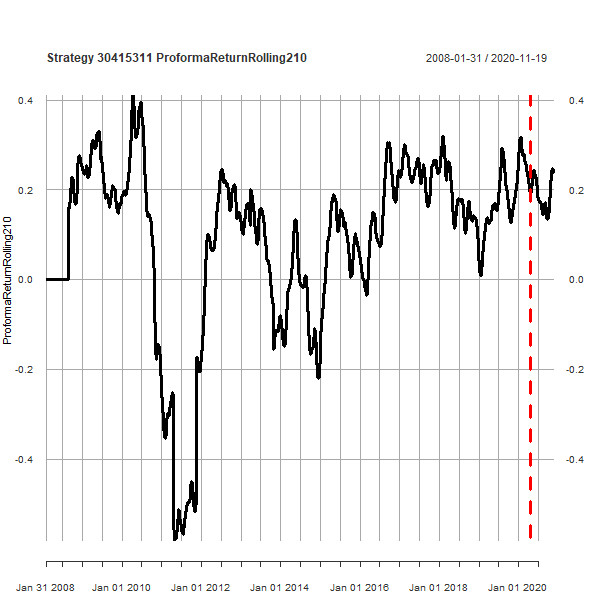 Strategy 30415311 ProformaReturnRolling210
2008-01-31 / 2020-11-19
0.4
0.4
0.2
0.2
0.0
0.0
-0.2
-0.2
-0.4
-0.4
ProformaReturnRolling210
Jan 31 2008
Jan 01 2010
Jan 01 2012
Jan 01 2014
Jan 01 2016
Jan 01 2018
Jan 01 2020